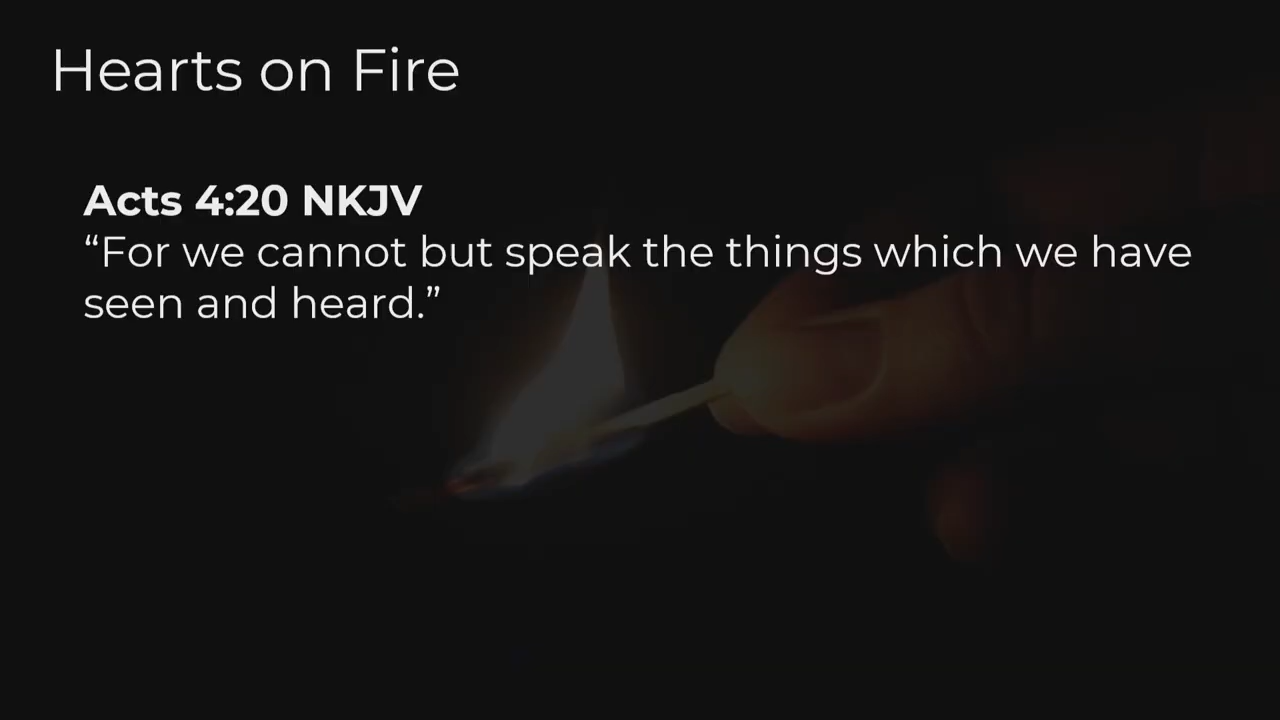 Hearts on Fire
Acts 4:20 NKJV
“For we cannot but speak the things which we have
seen and heard.”